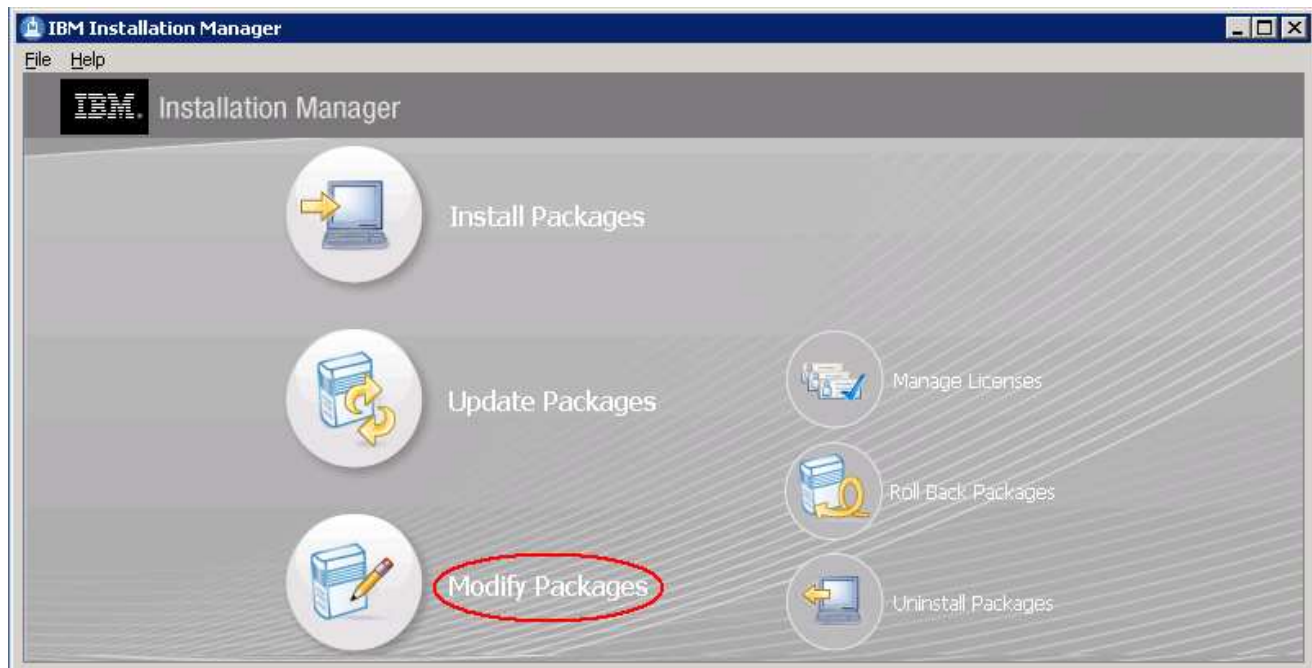 IBM Installation Manager
File Help
IBM. Installation Manager
Install Packages
Update Packages
Manage Licenses
Roll Back Packages
Modify Packages
Uninstall Packages